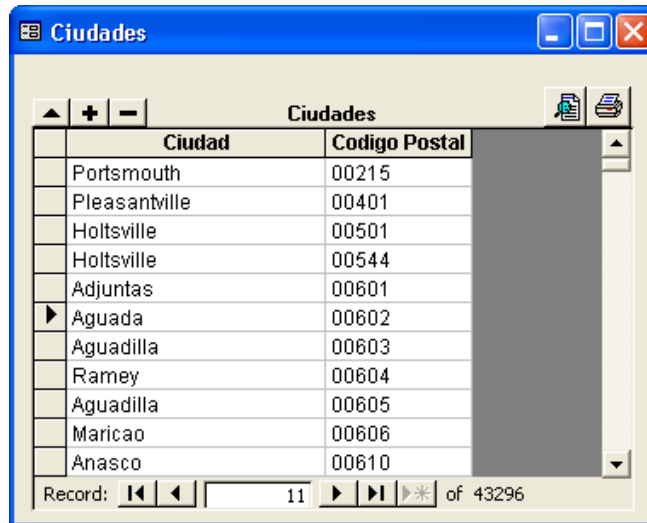 Ciudades
Ciudades
Ciudad Codigo Postal
Portsmouth 00215
Pleasantville 00401
Holtsville 00501
Holtsville 00544
Adjuntas 00601
Aguada 00602
Aguadilla 00603
Ramey 00604
Aguadilla 00605
Maricao 00606
Anasco 00610
Record: 11 of 43296